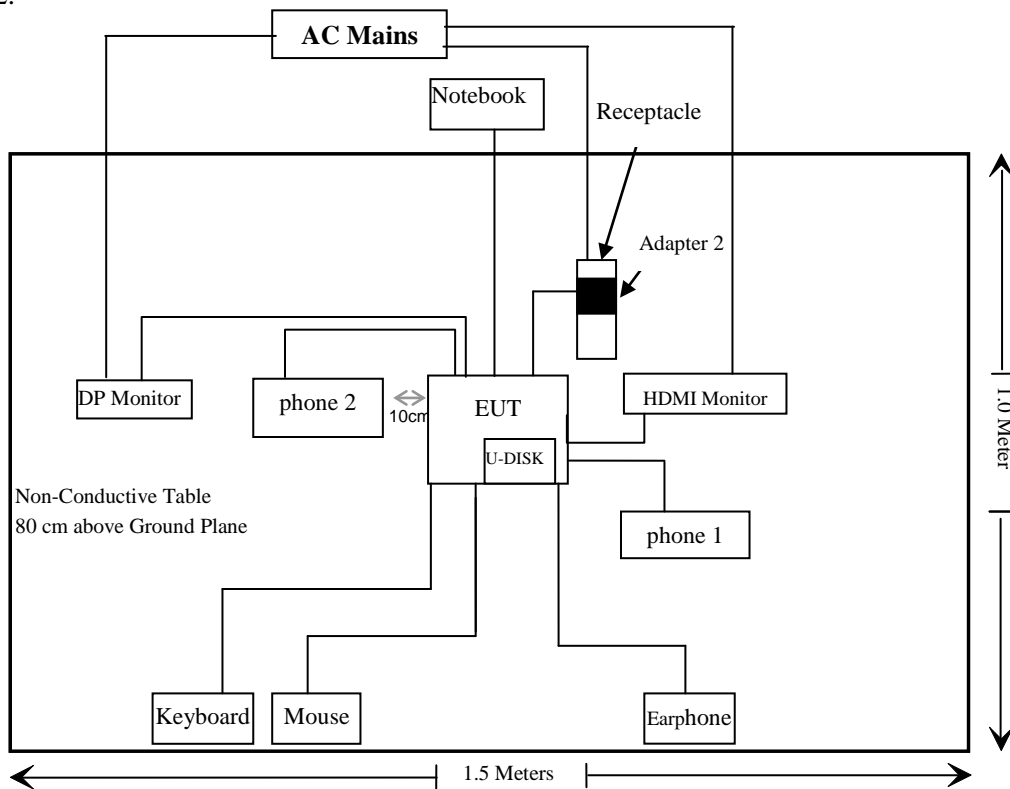 2.
AC Mains
Notebook
Receptacle
Adapter 2
DP Monitor
phone 2
10cm
EUT
HDMI Monitor
U-DISK
1.0 Meter
Non-Conductive Table
80 cm above Ground Plane
phone 1
Keyboard
Mouse
Earphone
1.5 Meters